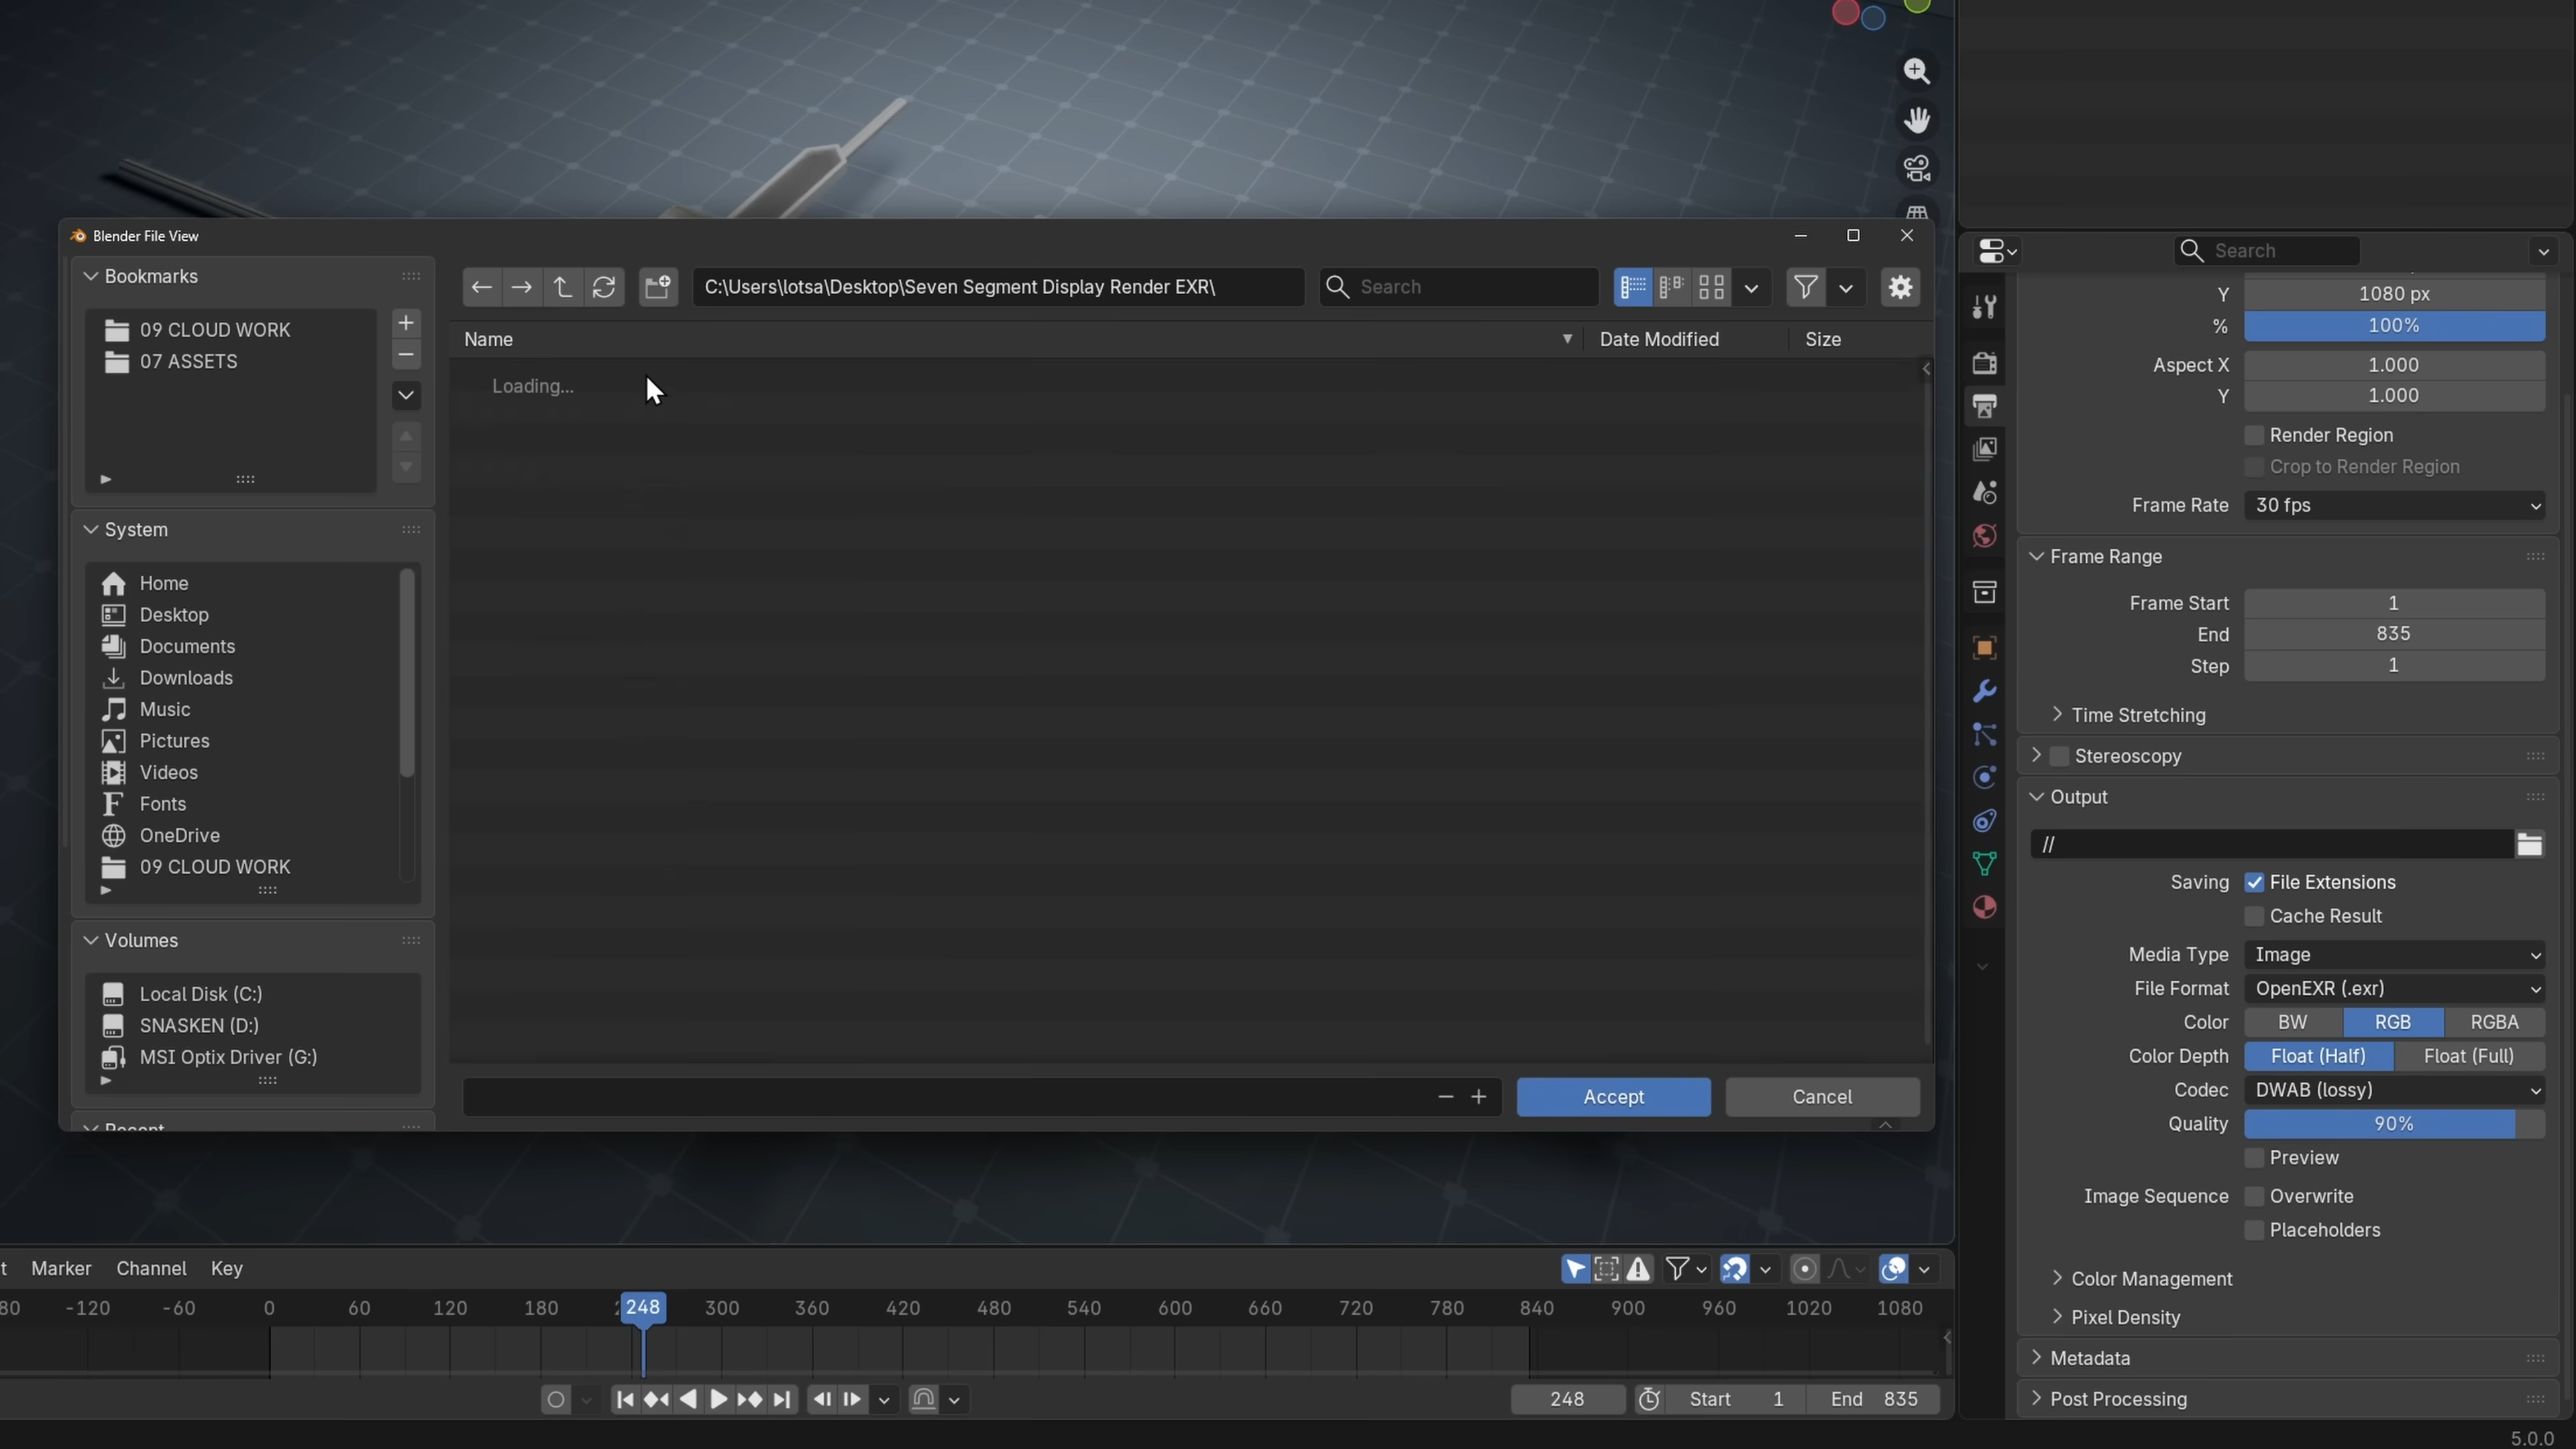 Blender File View
Bookmarks
09 CLOUD WORK
07 ASSETS
System
Home
Desktop
Documents
Downloads
Music
Pictures
Videos
Fonts
OneDrive
09 CLOUD WORK
Volumes
Local Disk (C:)
SNASKEN (D:)
MSI Optix Driver (G:)
Recent
C:\Users\lotsa\Desktop\Seven Segment Display Render EXR\
Search
Name Date Modified Size
Loading...
Accept Cancel
Search
Y 1080 px
% 100%
Aspect X 1.000
Y 1.000
Render Region
Crop to Render Region
Frame Rate 30 fps
Frame Range
Frame Start 1
End 835
Step 1
Time Stretching
Stereoscopy
Output
//
Saving File Extensions
Cache Result
Media Type Image
File Format OpenEXR (.exr)
Color BW RGB RGBA
Color Depth Float (Half) Float (Full)
Codec DWAB (lossy)
Quality 90%
Preview
Image Sequence Overwrite
Placeholders
Color Management
Pixel Density
Metadata
Post Processing
t Marker Channel Key
80 -120 -60 0 60 120 180 248 300 360 420 480 540 600 660 720 780 840 900 960 1020 1080
248 Start 1 End 835
5.0.0